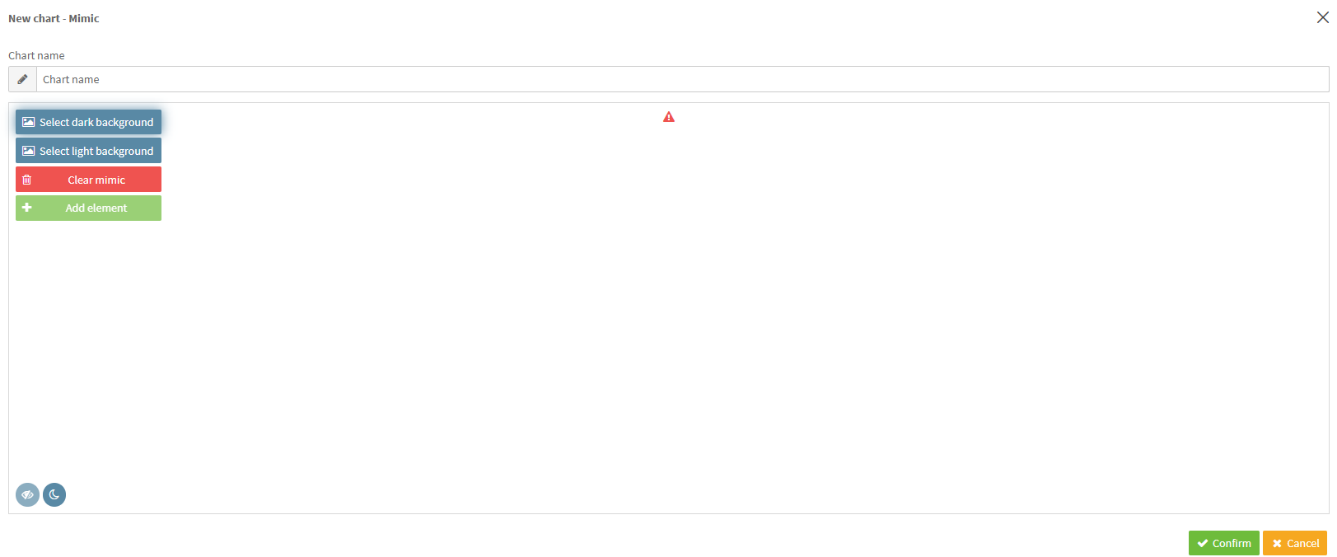 New chart - Mimic
Chart name
Chart name
Select dark background
Select light background
Clear mimic
Add element
Confirm
Cancel